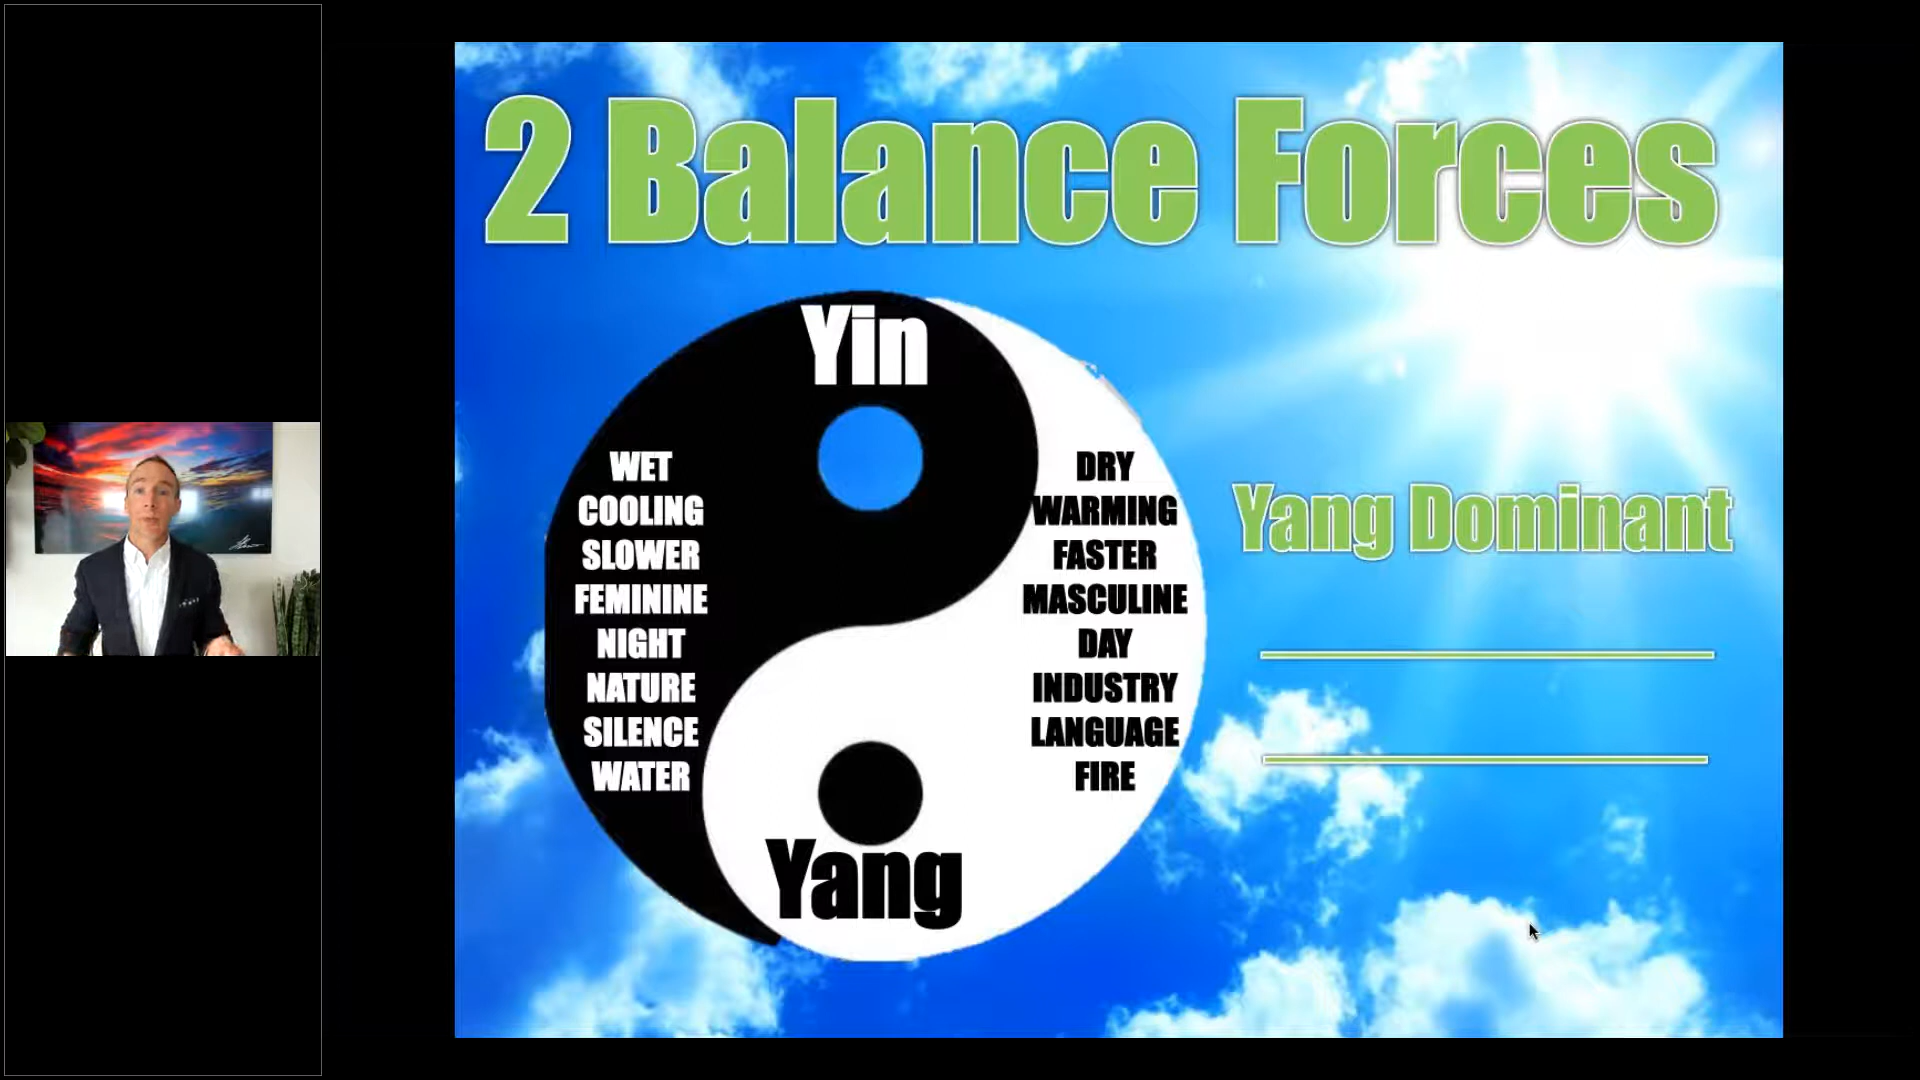 2 Balance Forces
Yin
WET
COOLING
SLOWER
FEMININE
NIGHT
NATURE
SILENCE
WATER
DRY
WARMING
FASTER
MASCULINE
DAY
INDUSTRY
LANGUAGE
FIRE
Yang
Yang Dominant